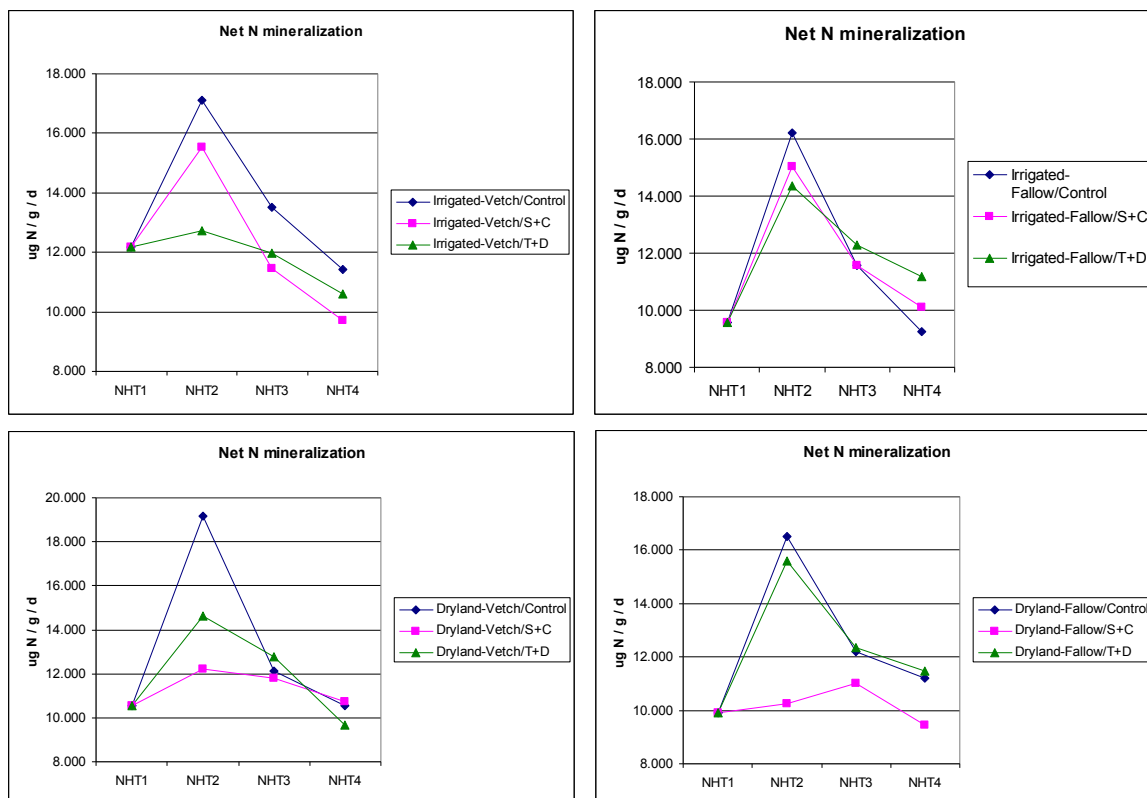 Net N mineralization
18.000
16.000
14.000
12.000
10.000
8.000
ug N / g / d
NHT1 NHT2 NHT3 NHT4
Irrigated-Vetch/Control
Irrigated-Vetch/S+C
Irrigated-Vetch/T+D
Net N mineralization
18.000
16.000
14.000
12.000
10.000
8.000
ug N / g / d
NHT1 NHT2 NHT3 NHT4
Irrigated-
Fallow/Control
Irrigated-Fallow/S+C
Irrigated-Fallow/T+D
Net N mineralization
20.000
18.000
16.000
14.000
12.000
10.000
8.000
ug N / g / d
NHT1 NHT2 NHT3 NHT4
Dryland-Vetch/Control
Dryland-Vetch/S+C
Dryland-Vetch/T+D
Net N mineralization
18.000
16.000
14.000
12.000
10.000
8.000
ug N / g / d
NHT1 NHT2 NHT3 NHT4
Dryland-Fallow/Control
Dryland-Fallow/S+C
Dryland-Fallow/T+D